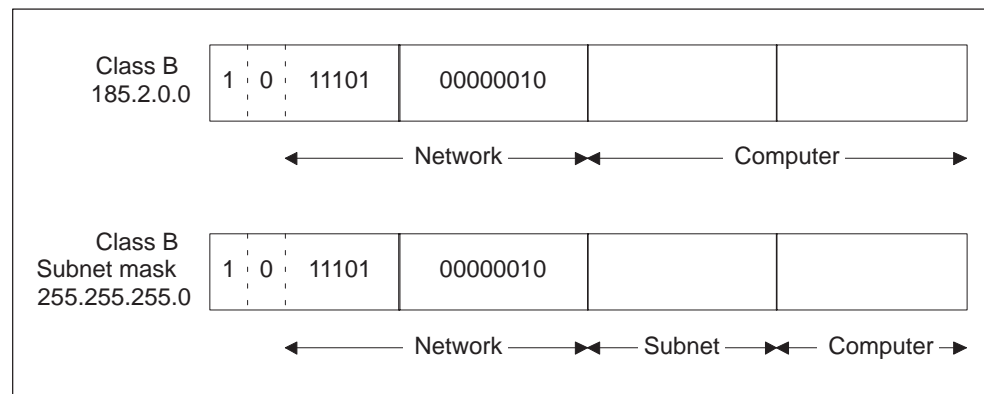 Class B
185.2.0.0
1 0 11101 00000010
Network Computer
Class B
Subnet mask
255.255.255.0
1 0 11101 00000010
Network Subnet Computer